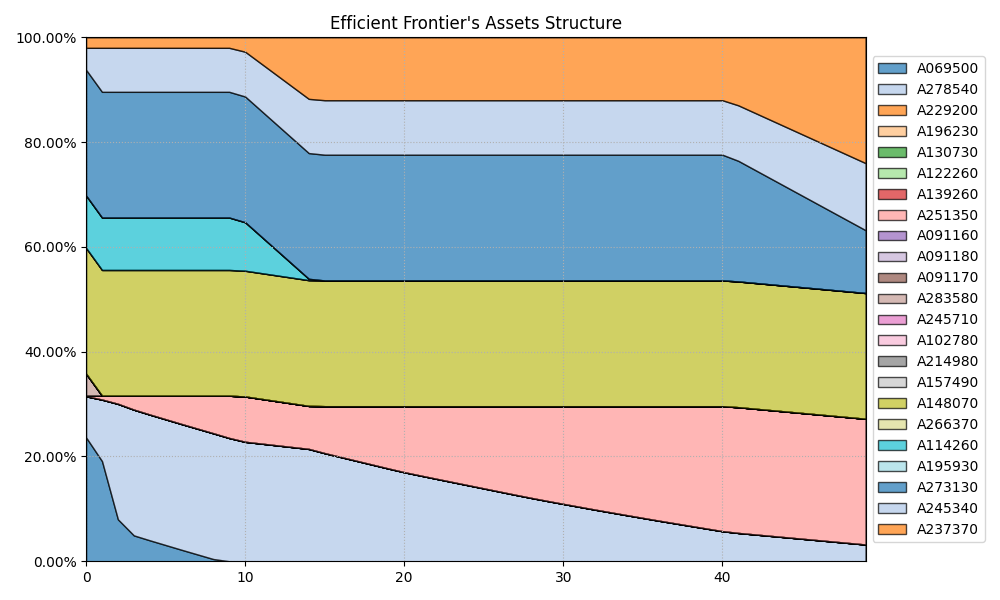 Efficient Frontier's Assets Structure
100.00%
80.00%
60.00%
40.00%
20.00%
0.00%
0
10
20
30
40
A069500
A278540
A229200
A196230
A130730
A122260
A139260
A251350
A091160
A091180
A091170
A283580
A245710
A102780
A214980
A157490
A148070
A266370
A114260
A195930
A273130
A245340
A237370